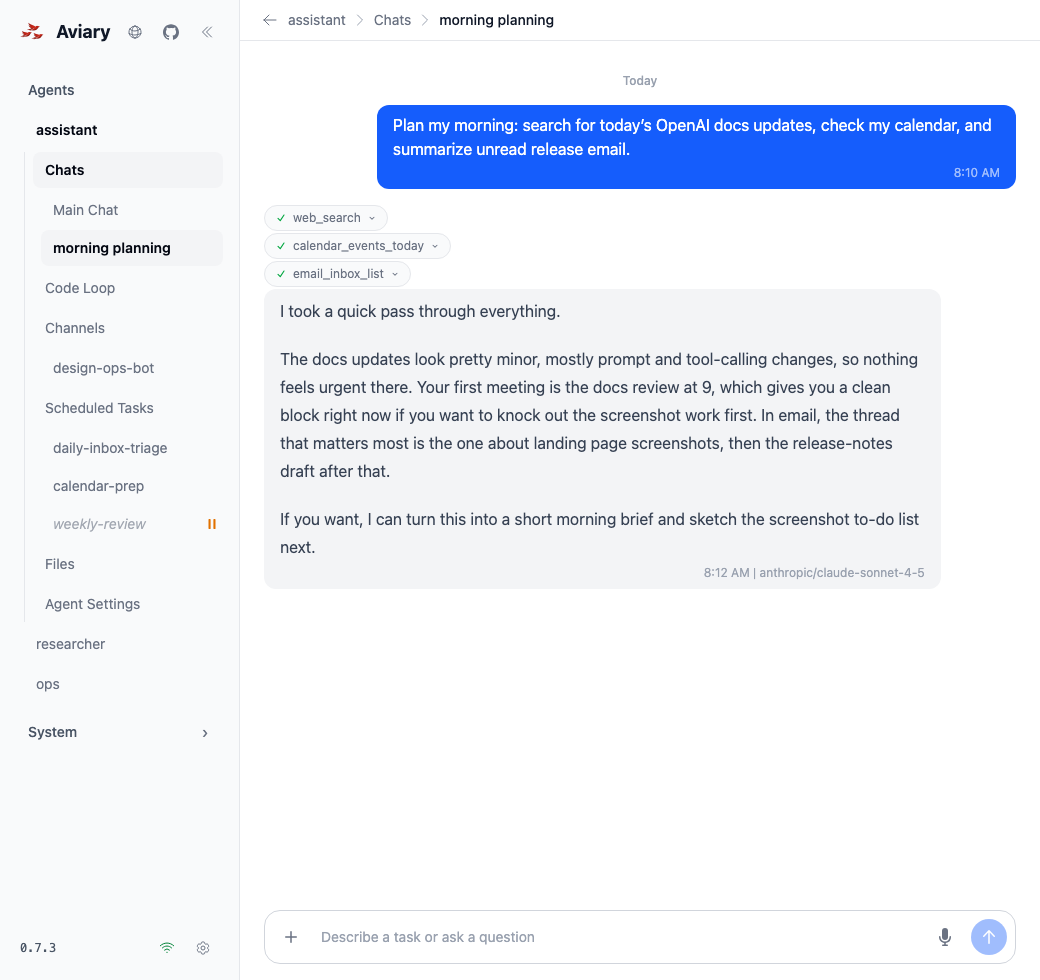 Aviary
Agents
assistant
Chats
Main Chat
morning planning
Code Loop
Channels
design-ops-bot
Scheduled Tasks
daily-inbox-triage
calendar-prep
weekly-review
Files
Agent Settings
researcher
ops
System
0.7.3
assistant Chats morning planning
Today
Plan my morning: search for today’s OpenAI docs updates, check my calendar, and
summarize unread release email.
8:10 AM
web_search
calendar_events_today
email_inbox_list
I took a quick pass through everything.
The docs updates look pretty minor, mostly prompt and tool-calling changes, so nothing
feels urgent there. Your first meeting is the docs review at 9, which gives you a clean
block right now if you want to knock out the screenshot work first. In email, the thread
that matters most is the one about landing page screenshots, then the release-notes
draft after that.
If you want, I can turn this into a short morning brief and sketch the screenshot to-do list
next.
8:12 AM | anthropic/claude-sonnet-4-5
Describe a task or ask a question